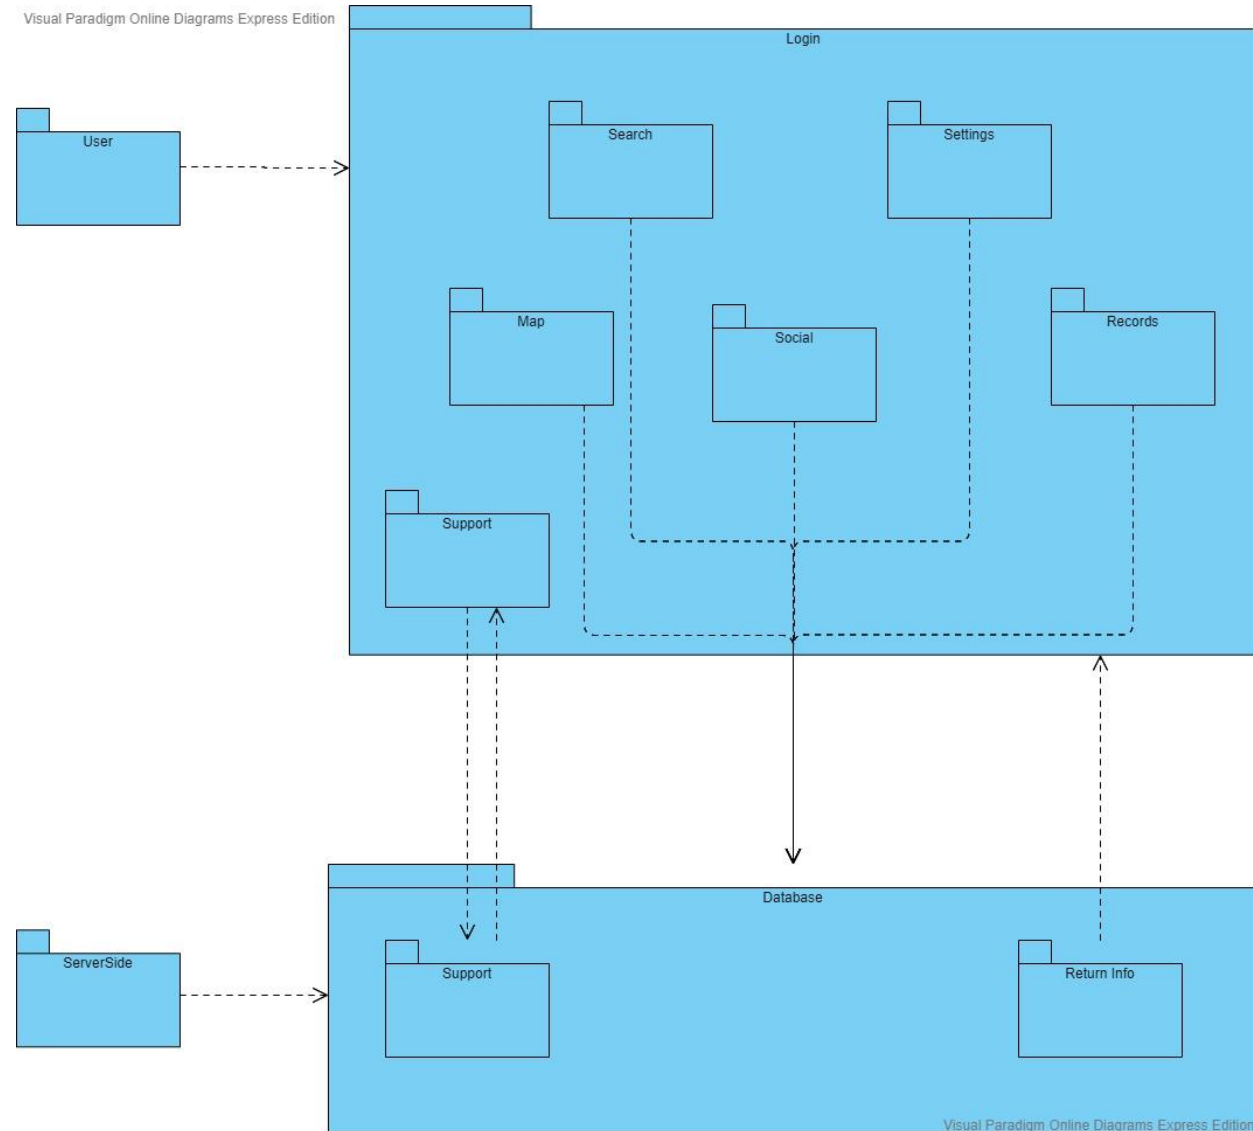 Visual Paradigm Online Diagrams Express Edition
Login
User
Search
Settings
Map
Social
Records
Support
Database
ServerSide
Support
Return Info
Visual Paradigm Online Diagrams Express Edition